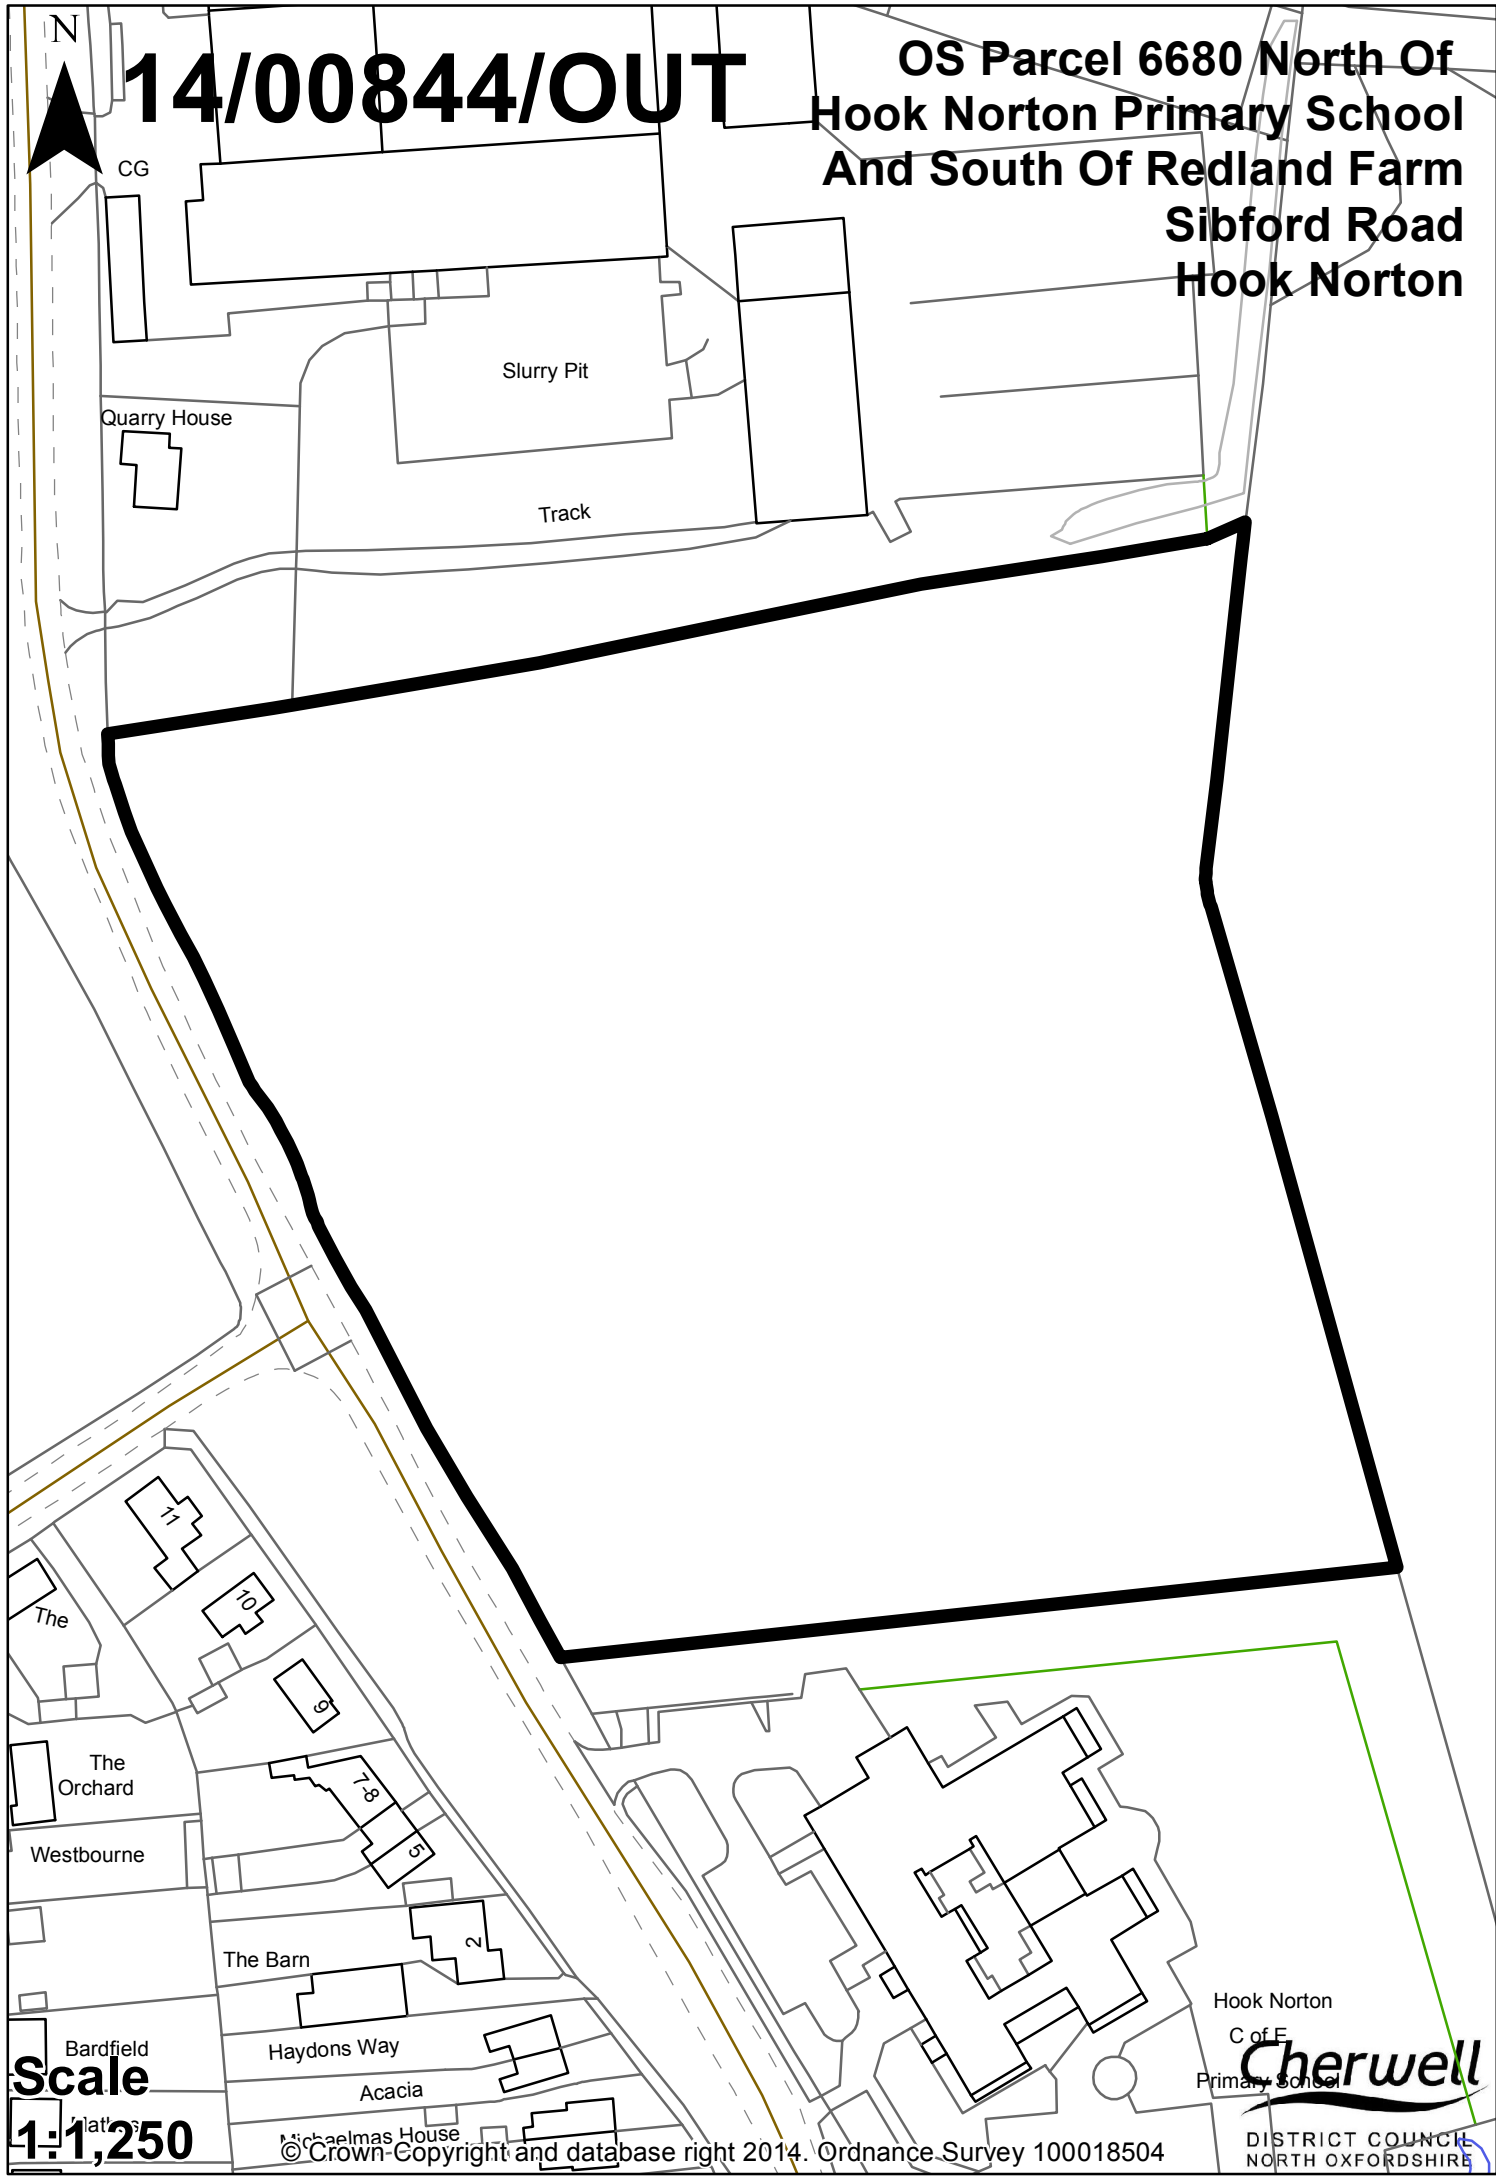 N
14/00844/OUT
OS Parcel 6680 North Of
Hook Norton Primary School
And South Of Redland Farm
Sibford Road
Hook Norton
CG
Slurry Pit
Quarry House
Track
11
10
The
9
The
Orchard
7-8
5
Westbourne
2
The Barn
Hook Norton
C of E
Primary School
Bardfield
Haydons Way
Acacia
Michaelmas House
Scale
1:1,250
© Crown Copyright and database right 2014. Ordnance Survey 100018504
Cherwell
DISTRICT COUNCIL
NORTH OXFORDSHIRE